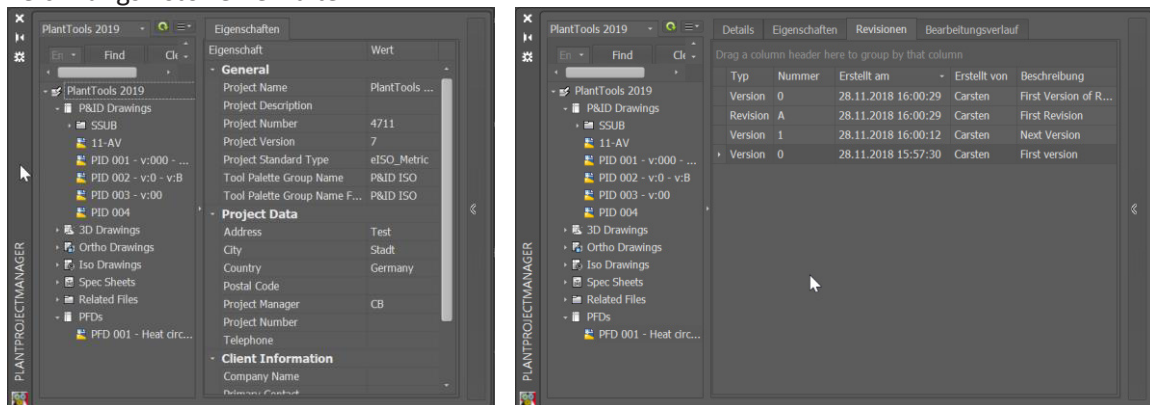 PlantTools 2019
En
Find
Cle
PlantTools 2019
P&ID Drawings
SSUB
11-AV
PID 001 - v:000 - ...
PID 002 - v:0 - v:B
PID 003 - v:00
PID 004
3D Drawings
Ortho Drawings
Iso Drawings
Spec Sheets
Related Files
PFDs
PFD 001 - Heat circ...
PLANTPROJECTMANAGER
Eigenschaften
Eigenschaft Wert
General
Project Name PlantTools ...
Project Description
Project Number 4711
Project Version 7
Project Standard Type eISO_Metric
Tool Palette Group Name P&ID ISO
Tool Palette Group Name F... P&ID ISO
Project Data
Address Test
City Stadt
Country Germany
Postal Code
Project Manager CB
Project Number
Telephone
Client Information
Company Name
Primary Contact
PlantTools 2019
En
Find
Cle
PlantTools 2019
P&ID Drawings
SSUB
11-AV
PID 001 - v:000 - ...
PID 002 - v:0 - v:B
PID 003 - v:00
PID 004
3D Drawings
Ortho Drawings
Iso Drawings
Spec Sheets
Related Files
PFDs
PFD 001 - Heat circ...
PLANTPROJECTMANAGER
Details Eigenschaften Revisionen Bearbeitungsverlauf
Drag a column header here to group by that column
Typ Nummer Erstellt am Erstellt von Beschreibung
Version 0 28.11.2018 16:00:29 Carsten First Version of R...
Revision A 28.11.2018 16:00:29 Carsten First Revision
Version 1 28.11.2018 16:00:12 Carsten Next Version
Version 0 28.11.2018 15:57:30 Carsten First version